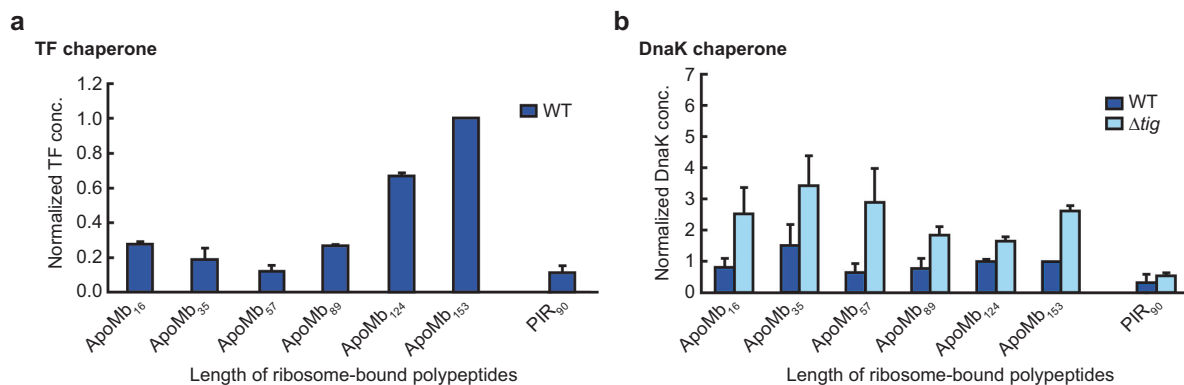 a
TF chaperone
Normalized TF conc.
1.2
1.0
0.8
0.6
0.4
0.2
0.0
WT
ApoMb16
ApoMb35
ApoMb57
ApoMb89
ApoMb124
ApoMb153
PIR90
Length of ribosome-bound polypeptides
b
DnaK chaperone
Normalized DnaK conc.
7
6
5
4
3
2
1
0
WT
Δtig
ApoMb16
ApoMb35
ApoMb57
ApoMb89
ApoMb124
ApoMb153
PIR90
Length of ribosome-bound polypeptides